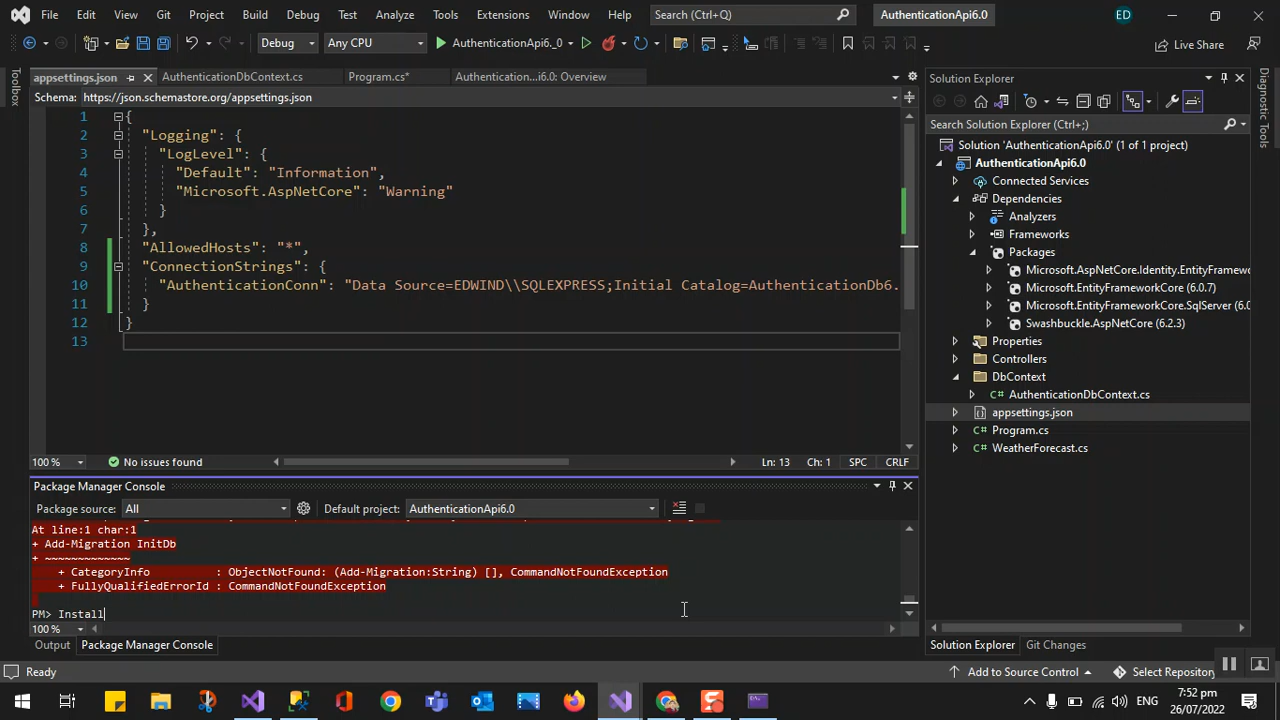 File Edit View Git Project Build Debug Test Analyze Tools Extensions Window Help Search (Ctrl+Q) AuthenticationApi6.0 ED
Debug Any CPU AuthenticationApi6.._0 Live Share
appsettings.json AuthenticationDbContext.cs Program.cs* Authentication...i6.0: Overview
Schema: https://json.schemastore.org/appsettings.json
1 {
2 "Logging": {
3 "LogLevel": {
4 "Default": "Information",
5 "Microsoft.AspNetCore": "Warning"
6 }
7 },
8 "AllowedHosts": "*",
9 "ConnectionStrings": {
10 "AuthenticationConn": "Data Source=EDWIND\\SQLEXPRESS;Initial Catalog=AuthenticationDb6.
11 }
12 }
13
100 % No issues found Ln: 13 Ch: 1 SPC CRLF
Toolbox
Solution Explorer
Search Solution Explorer (Ctrl+;)
Solution 'AuthenticationApi6.0' (1 of 1 project)
AuthenticationApi6.0
Connected Services
Dependencies
Analyzers
Frameworks
Packages
Microsoft.AspNetCore.Identity.EntityFramewo
Microsoft.EntityFrameworkCore (6.0.7)
Microsoft.EntityFrameworkCore.SqlServer (6.0
Swashbuckle.AspNetCore (6.2.3)
Properties
Controllers
DbContext
C# AuthenticationDbContext.cs
appsettings.json
C# Program.cs
C# WeatherForecast.cs
Diagnostic Tools
Package Manager Console
Package source: All Default project: AuthenticationApi6.0
At line:1 char:1
+ Add-Migration InitDb
+ ~~~~~~~~~~~~~
+ CategoryInfo : ObjectNotFound: (Add-Migration:String) [], CommandNotFoundException
+ FullyQualifiedErrorId : CommandNotFoundException
PM> Install
100 %
Output Package Manager Console Solution Explorer Git Changes
Ready Add to Source Control Select Repository
ENG 7:52 pm
26/07/2022